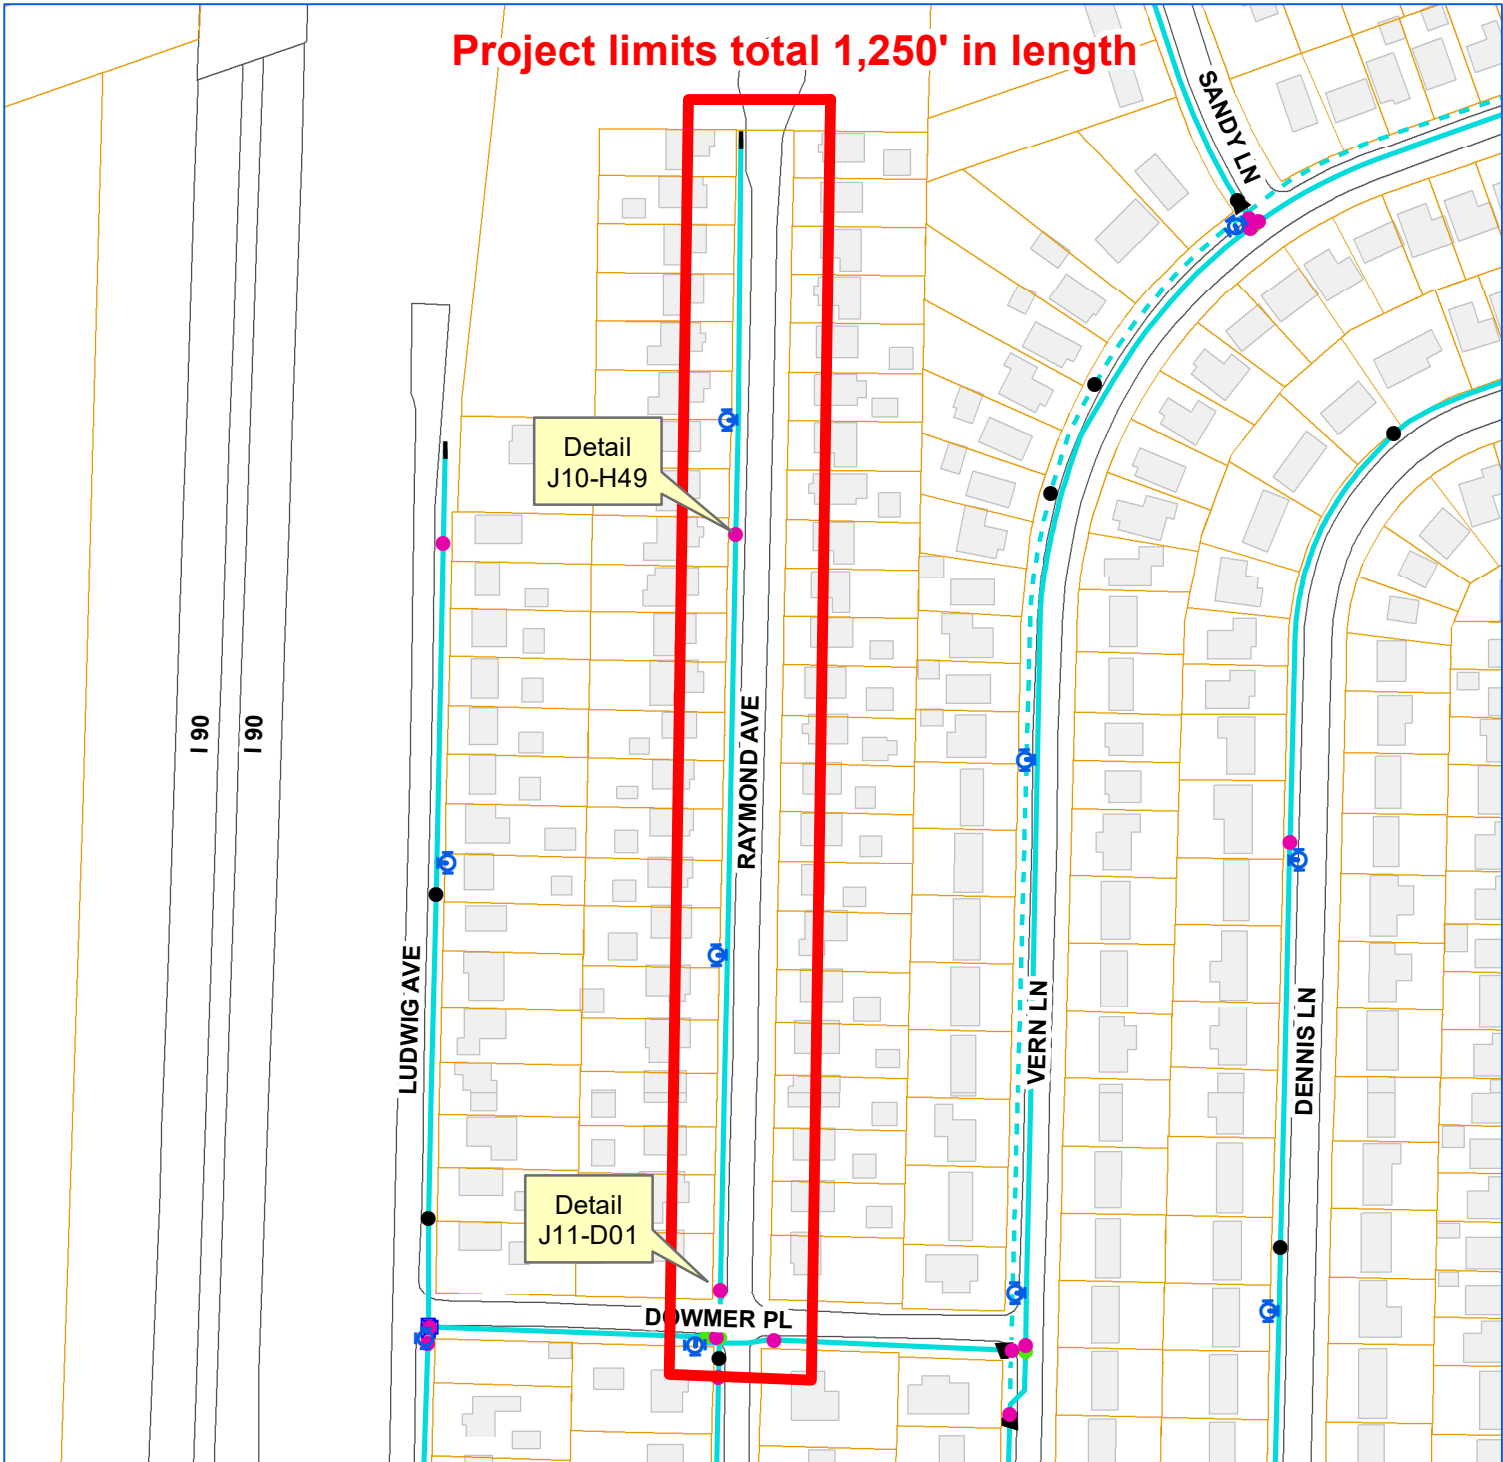 Project limits total 1,250' in length
SANDY LN
Detail
J10-H49
RAYMOND AVE
I 90
I 90
LUDWIG AVE
VERN LN
DENNIS LN
Detail
J11-D01
DOWMER PL